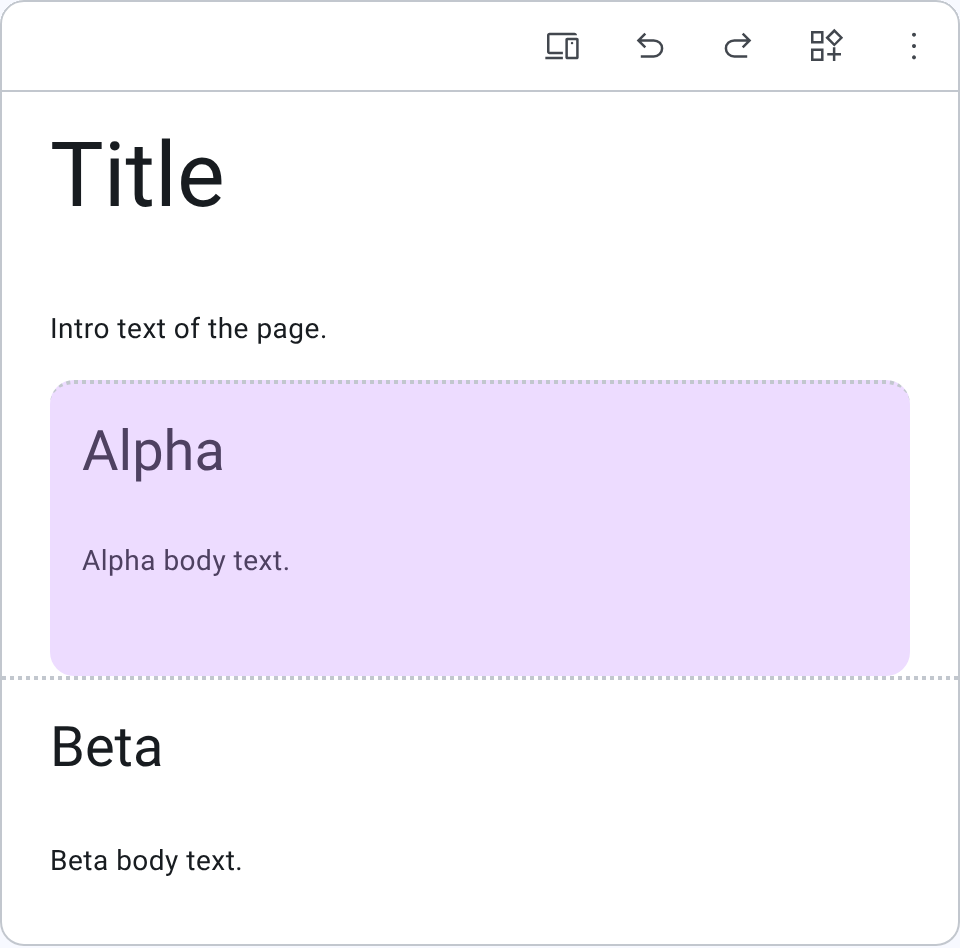 Title
Intro text of the page.
Alpha
Alpha body text.
Beta
Beta body text.